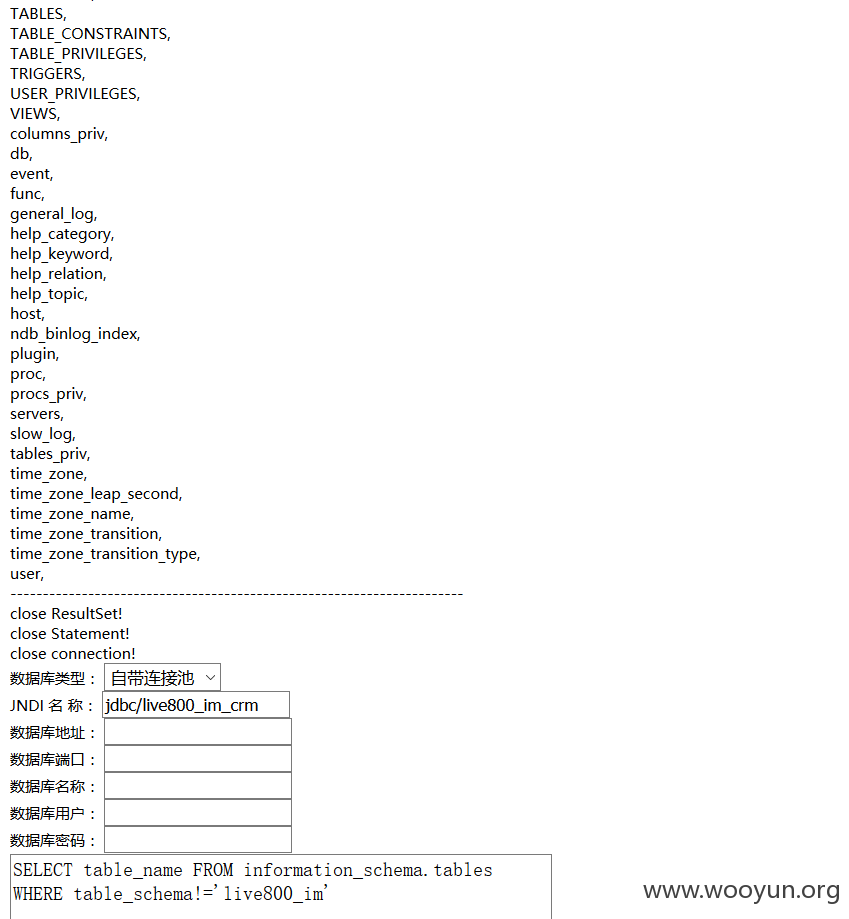 TABLES,
TABLE_CONSTRAINTS,
TABLE_PRIVILEGES,
TRIGGERS,
USER_PRIVILEGES,
VIEWS,
columns_priv,
db,
event,
func,
general_log,
help_category,
help_keyword,
help_relation,
help_topic,
host,
ndb_binlog_index,
plugin,
proc,
procs_priv,
servers,
slow_log,
tables_priv,
time_zone,
time_zone_leap_second,
time_zone_name,
time_zone_transition,
time_zone_transition_type,
user,
----------------------------------------------------------------------
close ResultSet!
close Statement!
close connection!
数据库类型： 自带连接池
JNDI 名 称： jdbc/live800_im_crm
数据库地址：
数据库端口：
数据库名称：
数据库用户：
数据库密码：
SELECT table_name FROM information_schema.tables
WHERE table_schema!='live800_im'
www.wooyun.org